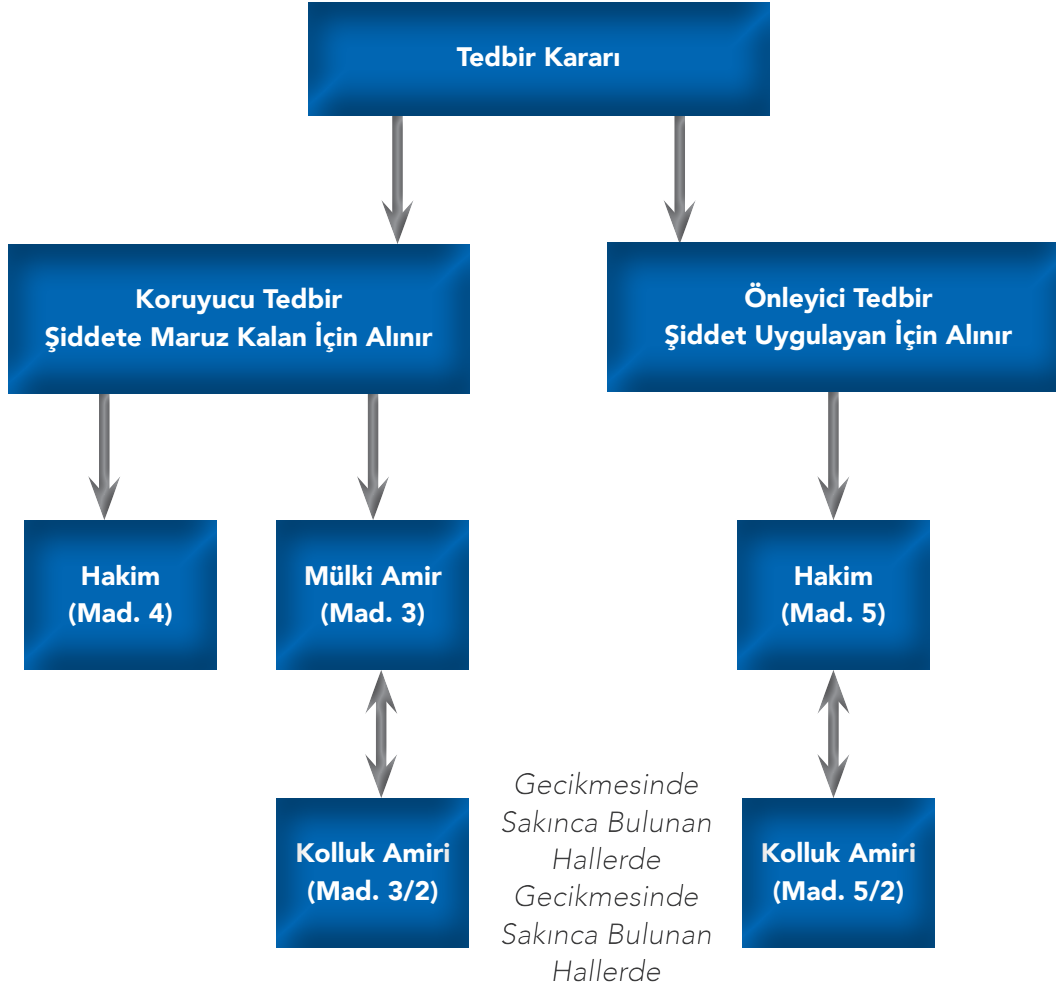 Tedbir Kararı
Koruyucu Tedbir
Şiddete Maruz Kalan İçin Alınır
Önleyici Tedbir
Şiddet Uygulayan İçin Alınır
Hakim
(Mad. 4)
Mülki Amir
(Mad. 3)
Hakim
(Mad. 5)
Kolluk Amiri
(Mad. 3/2)
Gecikmesinde
Sakınca Bulunan
Hallerde
Gecikmesinde
Sakınca Bulunan
Hallerde
Kolluk Amiri
(Mad. 5/2)